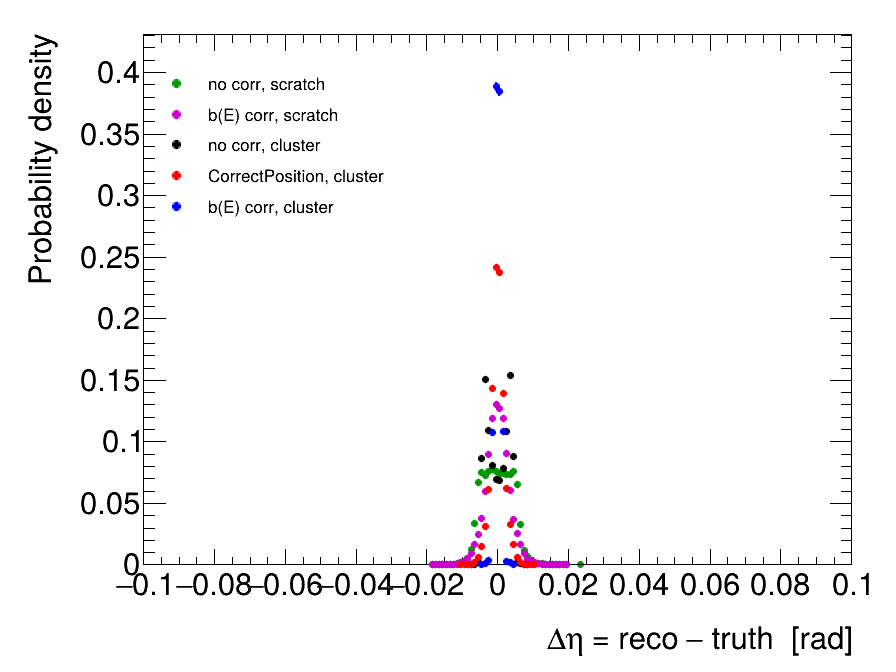 Probability density
0.4
0.35
0.3
0.25
0.2
0.15
0.1
0.05
0
no corr, scratch
b(E) corr, scratch
no corr, cluster
CorrectPosition, cluster
b(E) corr, cluster
−0.1 −0.08 −0.06 −0.04 −0.02 0 0.02 0.04 0.06 0.08 0.1
Δη = reco − truth [rad]